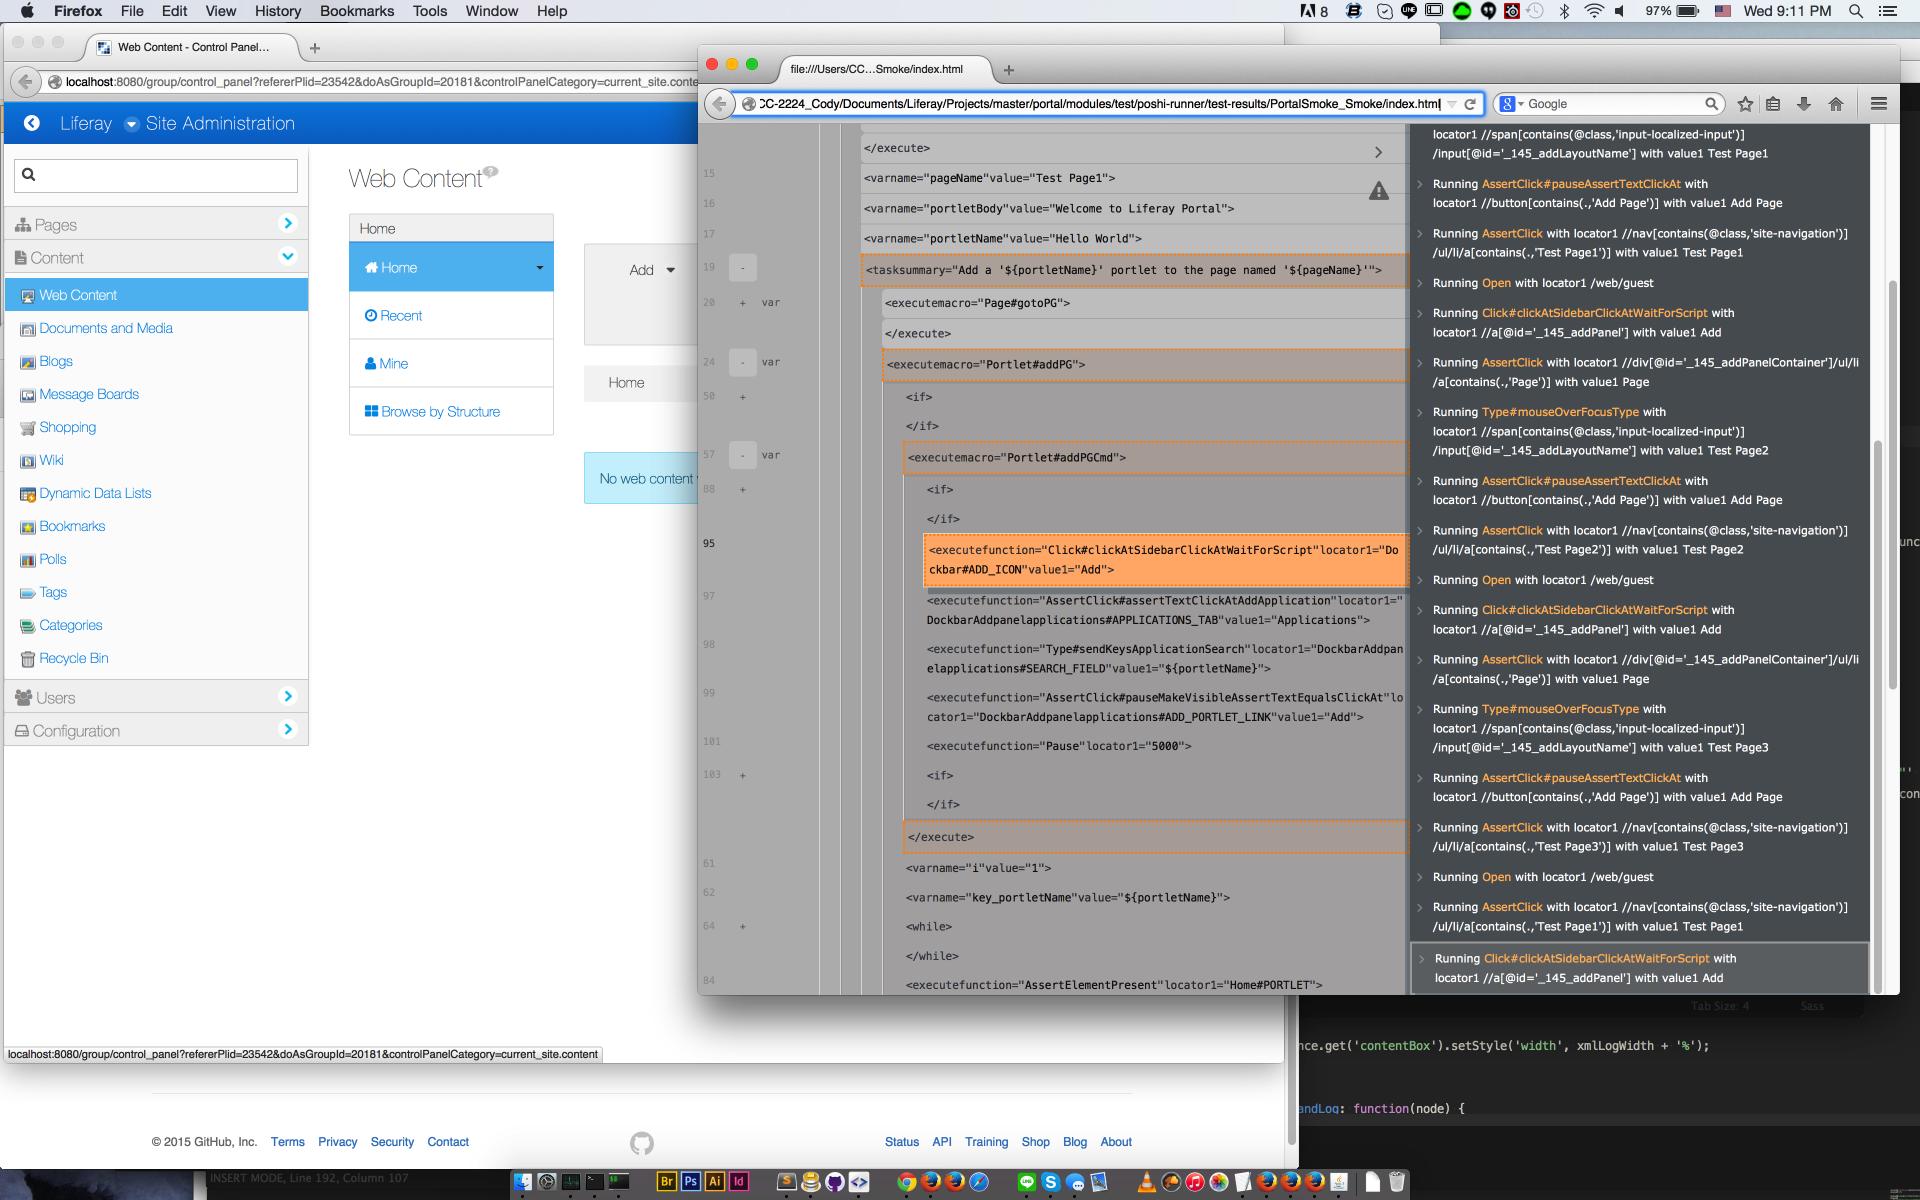 Firefox File Edit View History Bookmarks Tools Window Help
8
97%
Wed 9:11 PM
Web Content - Control Panel...
localhost:8080/group/control_panel?refererPlid=23542&doAsGroupId=20181&controlPanelCategory=current_site.conte
Liferay Site Administration
Pages
Content
Web Content
Documents and Media
Blogs
Message Boards
Shopping
Wiki
Dynamic Data Lists
Bookmarks
Polls
Tags
Categories
Recycle Bin
Users
Configuration
Web Content
Home
Home
Recent
Mine
Browse by Structure
Add
Home
No web content
localhost:8080/group/control_panel?refererPlid=23542&doAsGroupId=20181&controlPanelCategory=current_site.content
file:///Users/CC...Smoke/index.html
CC-2224_Cody/Documents/Liferay/Projects/master/portal/modules/test/poshi-runner/test-results/PortalSmoke_Smoke/index.html
Google
</execute>
15 <varname="pageName"value="Test Page1">
16 <varname="portletBody"value="Welcome to Liferay Portal">
17 <varname="portletName"value="Hello World">
19 - <tasksummary="Add a '${portletName}' portlet to the page named '${pageName}'">
20 + var <executemacro="Page#gotoPG">
</execute>
24 - var <executemacro="Portlet#addPG">
50 + <if>
</if>
57 - var <executemacro="Portlet#addPGCmd">
88 + <if>
</if>
95 <executefunction="Click#clickAtSidebarClickAtWaitForScript"locator1="Do
ckbar#ADD_ICON"value1="Add">
97 <executefunction="AssertClick#assertTextClickAtAddApplication"locator1="
DockbarAddpanelapplications#APPLICATIONS_TAB"value1="Applications">
98 <executefunction="Type#sendKeysApplicationSearch"locator1="DockbarAddpan
elapplications#SEARCH_FIELD"value1="${portletName}">
99 <executefunction="AssertClick#pauseMakeVisibleAssertTextEqualsClickAt"lo
cator1="DockbarAddpanelapplications#ADD_PORTLET_LINK"value1="Add">
101 <executefunction="Pause"locator1="5000">
103 + <if>
</if>
</execute>
61 <varname="i"value="1">
62 <varname="key_portletName"value="${portletName}">
64 + <while>
</while>
84 <executefunction="AssertElementPresent"locator1="Home#PORTLET">
locator1 //span[contains(@class,'input-localized-input')]
/input[@id='_145_addLayoutName'] with value1 Test Page1
Running AssertClick#pauseAssertTextClickAt with
locator1 //button[contains(.,'Add Page')] with value1 Add Page
Running AssertClick with locator1 //nav[contains(@class,'site-navigation')]
/ul/li/a[contains(.,'Test Page1')] with value1 Test Page1
Running Open with locator1 /web/guest
Running Click#clickAtSidebarClickAtWaitForScript with
locator1 //a[@id='_145_addPanel'] with value1 Add
Running AssertClick with locator1 //div[@id='_145_addPanelContainer']/ul/li
/a[contains(.,'Page')] with value1 Page
Running Type#mouseOverFocusType with
locator1 //span[contains(@class,'input-localized-input')]
/input[@id='_145_addLayoutName'] with value1 Test Page2
Running AssertClick#pauseAssertTextClickAt with
locator1 //button[contains(.,'Add Page')] with value1 Add Page
Running AssertClick with locator1 //nav[contains(@class,'site-navigation')]
/ul/li/a[contains(.,'Test Page2')] with value1 Test Page2
Running Open with locator1 /web/guest
Running Click#clickAtSidebarClickAtWaitForScript with
locator1 //a[@id='_145_addPanel'] with value1 Add
Running AssertClick with locator1 //div[@id='_145_addPanelContainer']/ul/li
/a[contains(.,'Page')] with value1 Page
Running Type#mouseOverFocusType with
locator1 //span[contains(@class,'input-localized-input')]
/input[@id='_145_addLayoutName'] with value1 Test Page3
Running AssertClick#pauseAssertTextClickAt with
locator1 //button[contains(.,'Add Page')] with value1 Add Page
Running AssertClick with locator1 //nav[contains(@class,'site-navigation')]
/ul/li/a[contains(.,'Test Page3')] with value1 Test Page3
Running Open with locator1 /web/guest
Running AssertClick with locator1 //nav[contains(@class,'site-navigation')]
/ul/li/a[contains(.,'Test Page1')] with value1 Test Page1
Running Click#clickAtSidebarClickAtWaitForScript with
locator1 //a[@id='_145_addPanel'] with value1 Add
unc
con
Tab Size: 4 Sass
nce.get('contentBox').setStyle('width', xmlLogWidth + '%');
andLog: function(node) {
© 2015 GitHub, Inc. Terms Privacy Security Contact
Status API Training Shop Blog About
INSERT MODE, Line 192, Column 107
Br Ps Ai Id